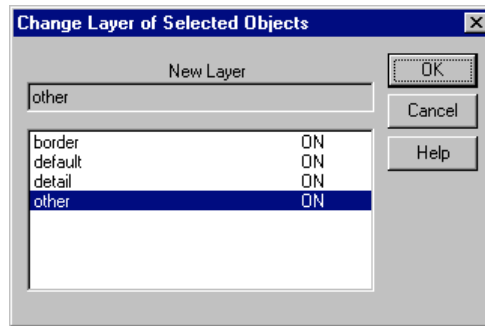 Change Layer of Selected Objects
New Layer
other
border ON
default ON
detail ON
other ON
OK
Cancel
Help